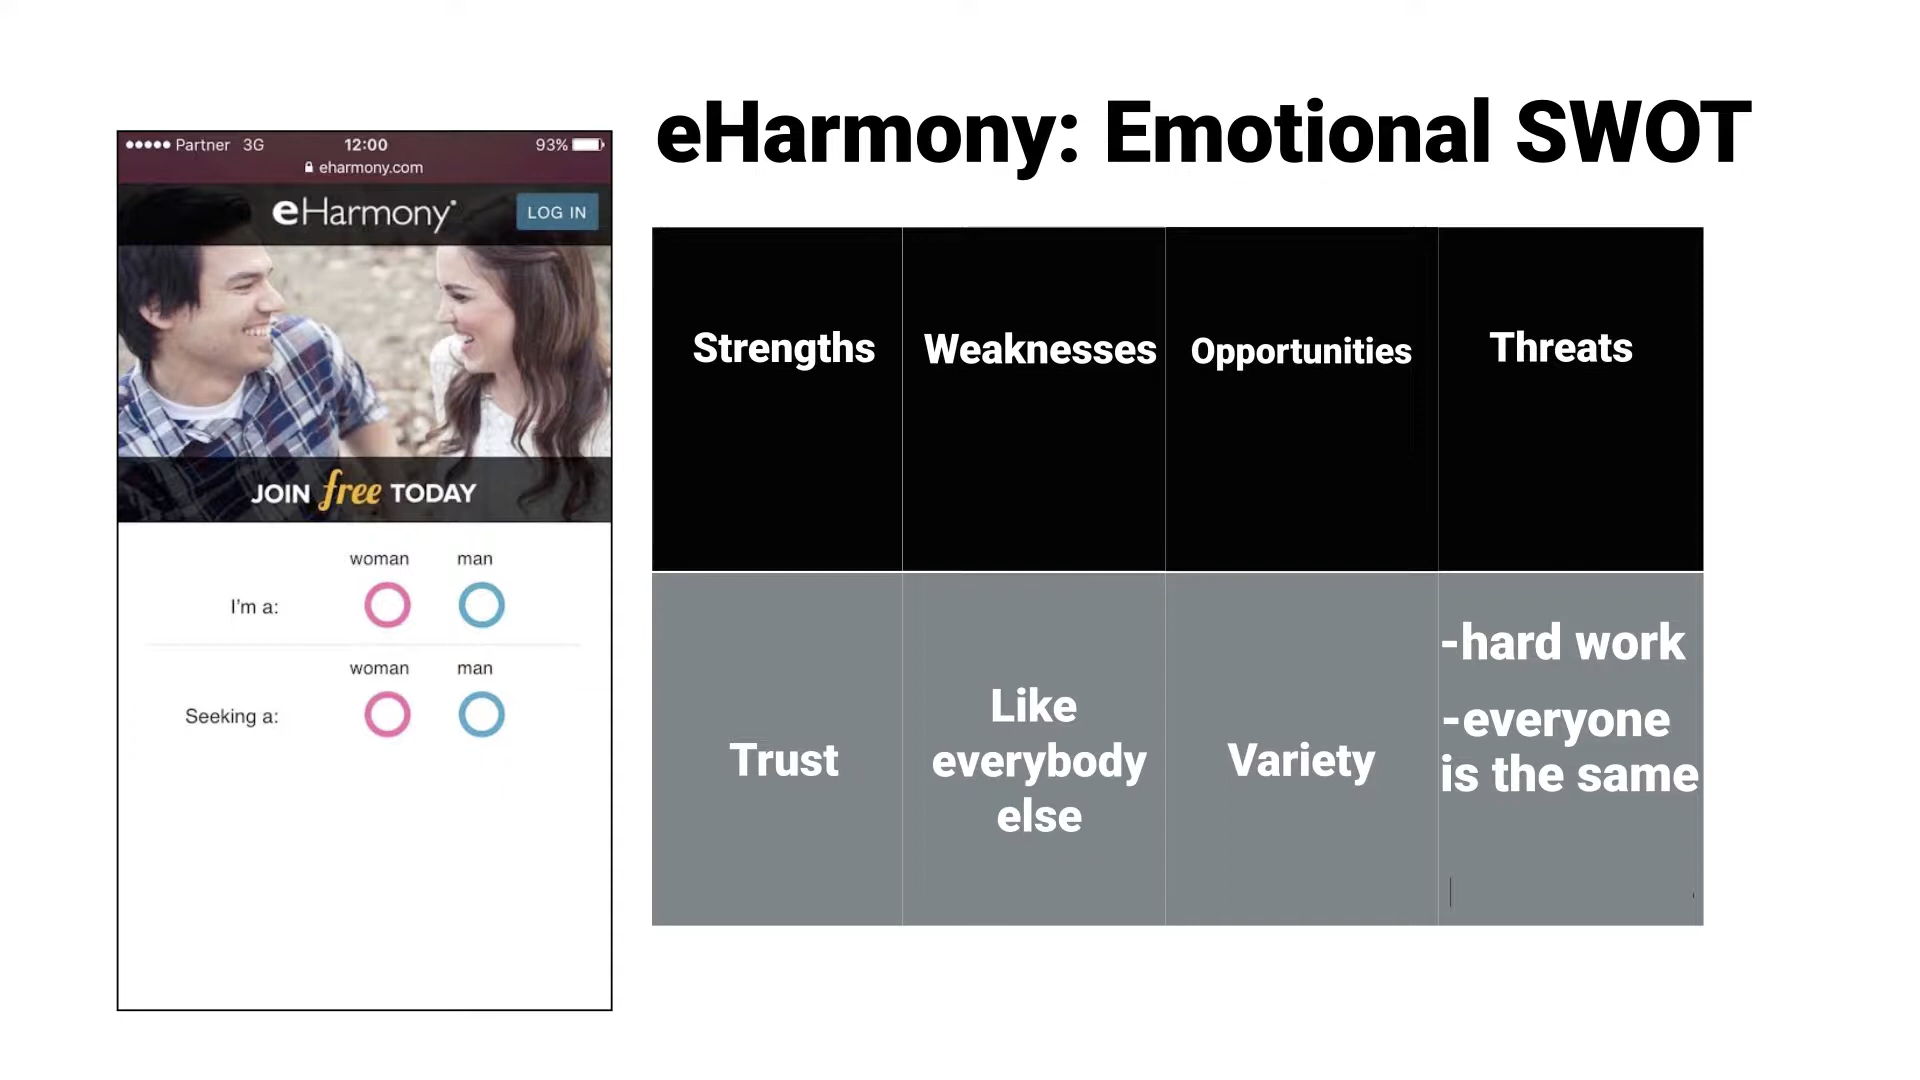 eHarmony: Emotional SWOT
Partner 3G 12:00 93%
eharmony.com
eHarmony
LOG IN
JOIN free TODAY
woman man
I'm a:
woman man
Seeking a:
Strengths Weaknesses Opportunities Threats
Trust
Like
everybody
else
Variety
-hard work
-everyone
is the same